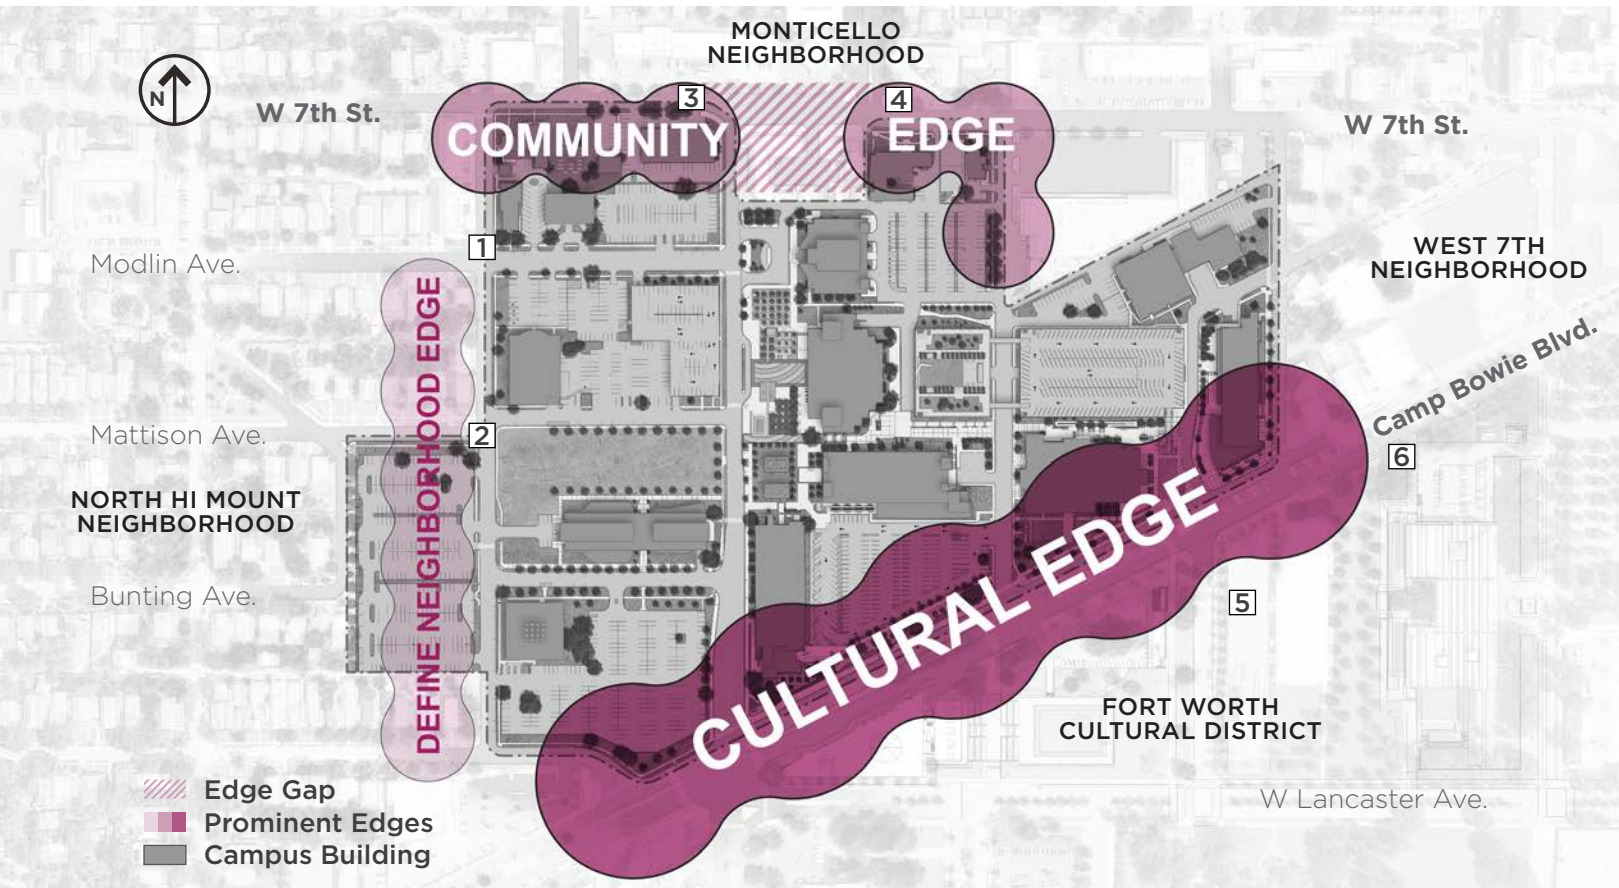 MONTICELLO
NEIGHBORHOOD
N
W 7th St.
3
4
W 7th St.
COMMUNITY
EDGE
1
Modlin Ave.
WEST 7TH
NEIGHBORHOOD
DEFINE NEIGHBORHOOD EDGE
Camp Bowie Blvd.
Mattison Ave.
2
6
NORTH HI MOUNT
NEIGHBORHOOD
CULTURAL EDGE
Bunting Ave.
5
FORT WORTH
CULTURAL DISTRICT
Edge Gap
W Lancaster Ave.
Prominent Edges
Campus Building